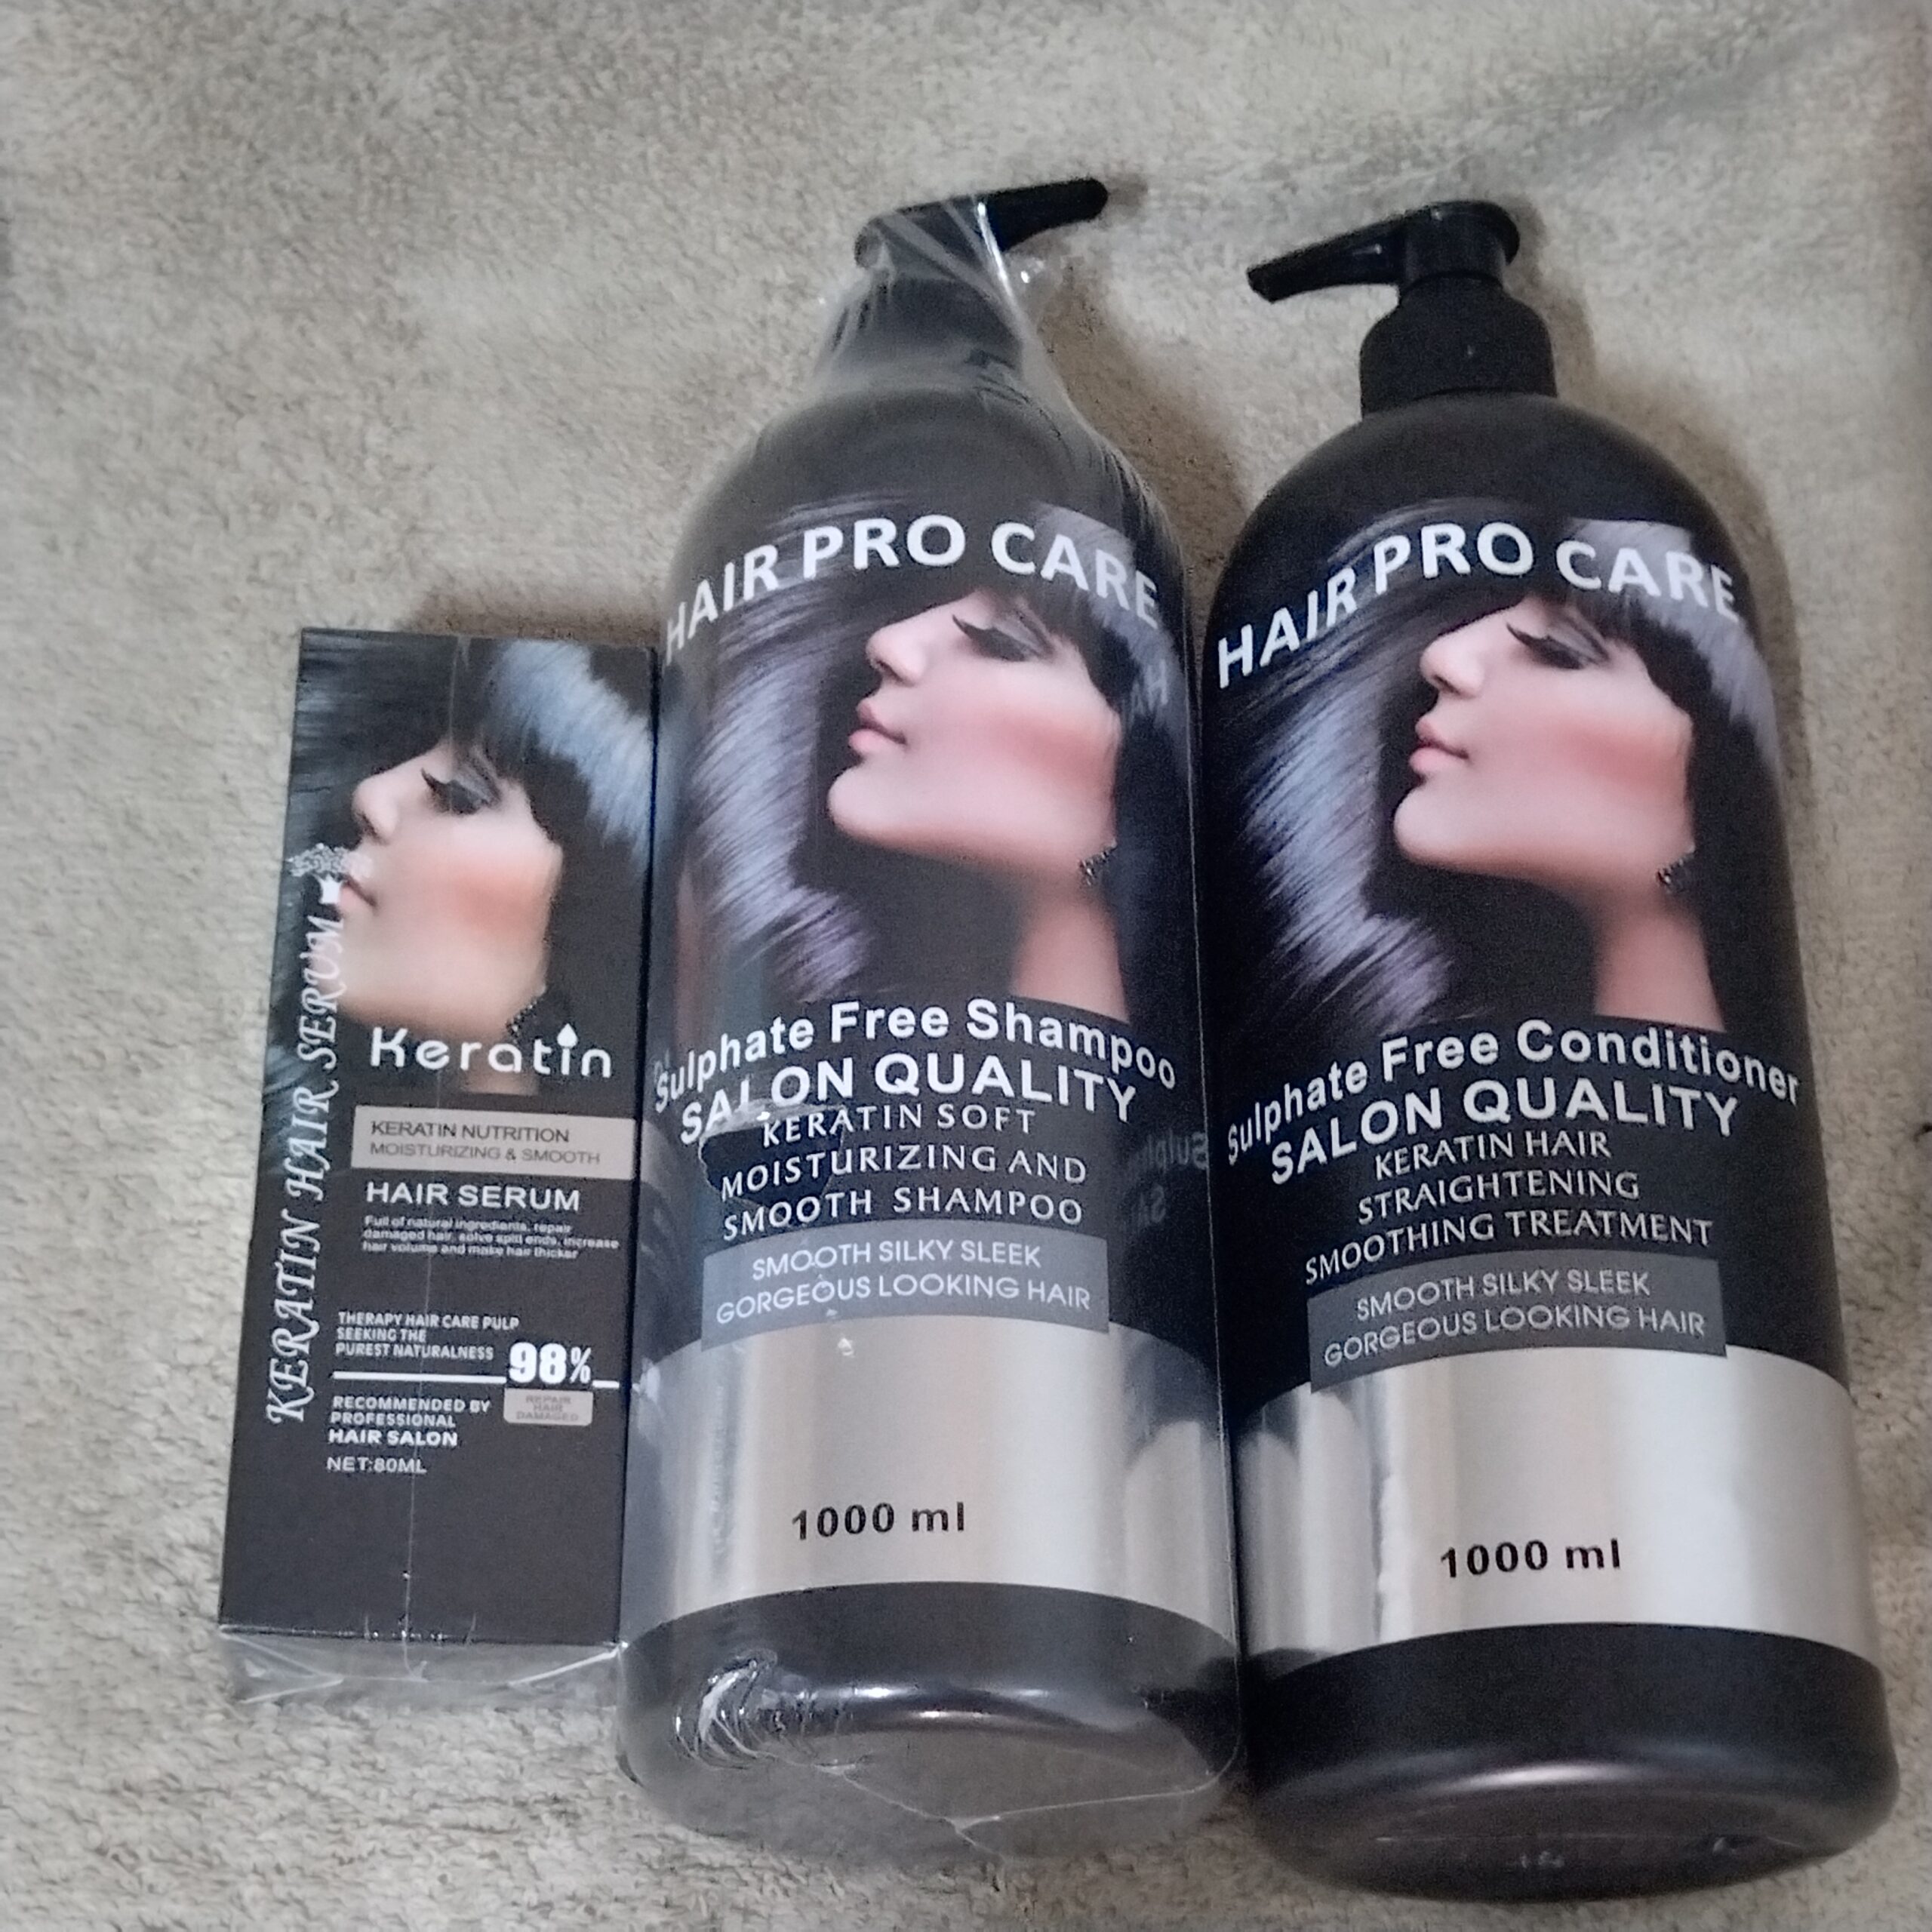 KERATIN HAIR SERUM
Keratin
KERATIN NUTRITION
MOISTURIZING & SMOOTH
HAIR SERUM
Full of natural ingredients, repair
damaged hair, solve split ends, increase
hair volume and make hair thicker
THERAPY HAIR CARE PULP
SEEKING THE
PUREST NATURALNESS 98%
REPAIR
HAIR
DAMAGED
RECOMMENDED BY
PROFESSIONAL
HAIR SALON
NET:80ML
HAIR PRO CARE
Sulphate Free Shampoo
SALON QUALITY
KERATIN SOFT
MOISTURIZING AND
SMOOTH SHAMPOO
SMOOTH SILKY SLEEK
GORGEOUS LOOKING HAIR
1000 ml
HAIR PRO CARE
Sulphate Free Conditioner
SALON QUALITY
KERATIN HAIR
STRAIGHTENING
SMOOTHING TREATMENT
SMOOTH SILKY SLEEK
GORGEOUS LOOKING HAIR
1000 ml